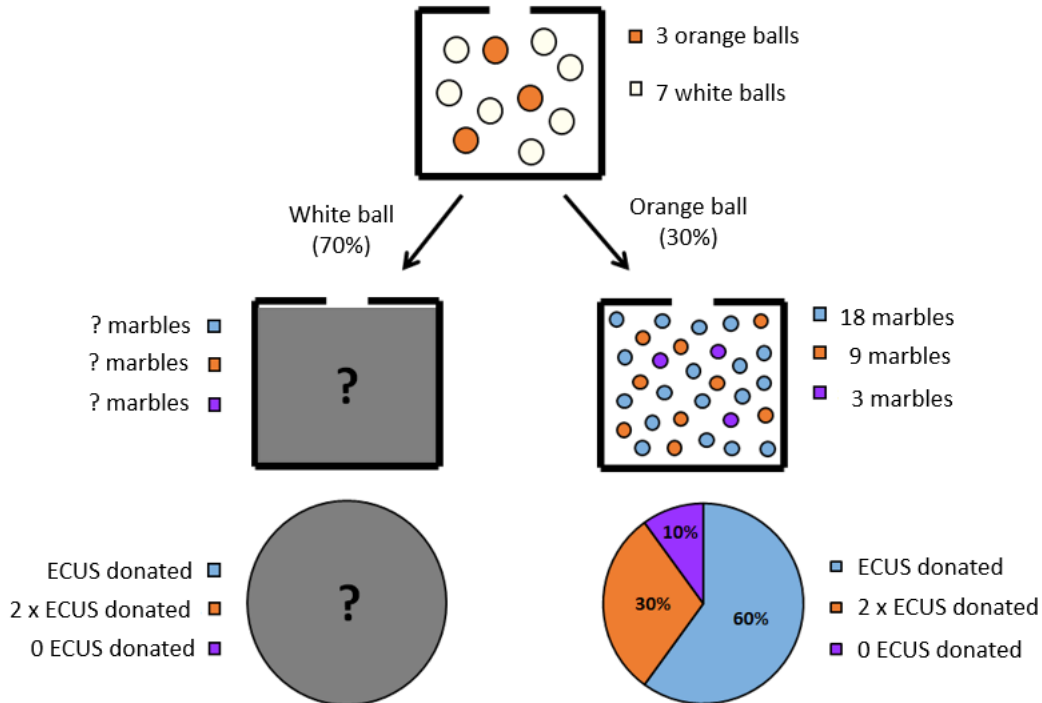 3 orange balls
7 white balls
White ball
(70%)
Orange ball
(30%)
? marbles
? marbles
? marbles
?
18 marbles
9 marbles
3 marbles
ECUS donated
2 x ECUS donated
0 ECUS donated
?
10%
30%
60%
ECUS donated
2 x ECUS donated
0 ECUS donated